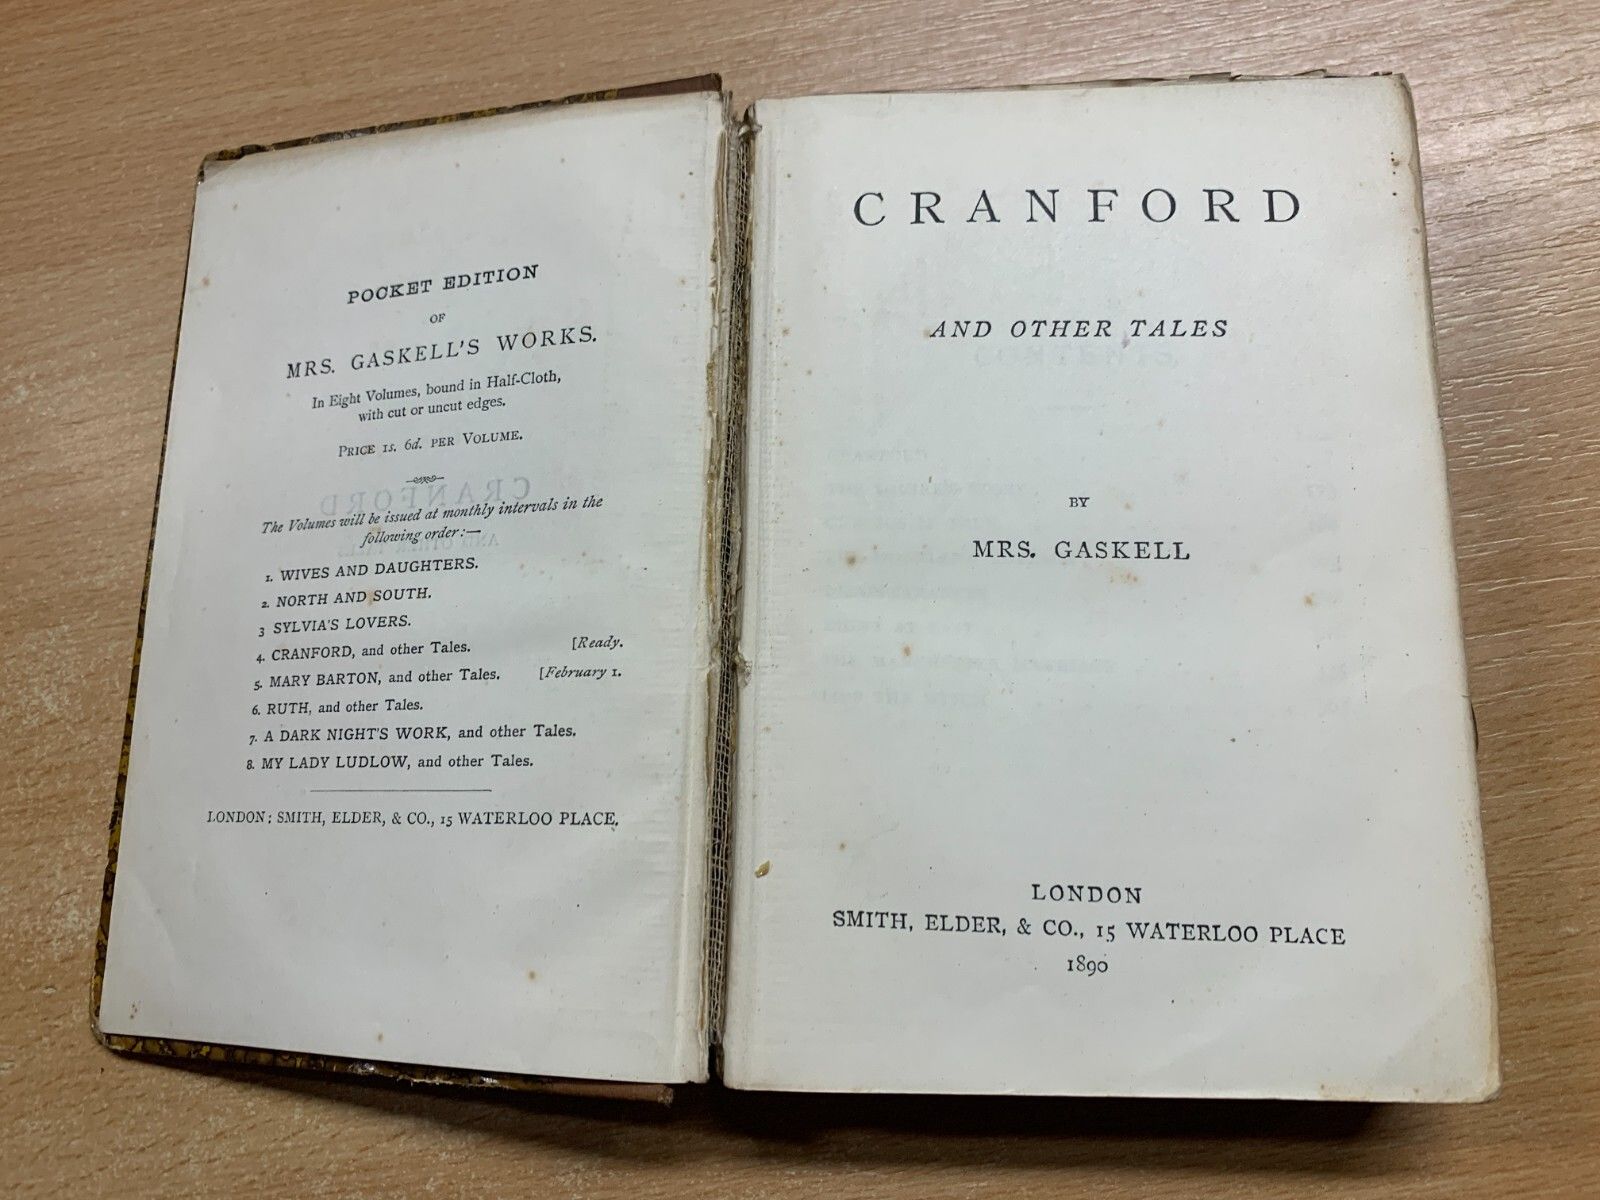 POCKET EDITION
OF
MRS. GASKELL'S WORKS.
In Eight Volumes, bound in Half-Cloth,
with cut or uncut edges.
PRICE 1s. 6d. PER VOLUME.
The Volumes will be issued at monthly intervals in the
following order:—
1. WIVES AND DAUGHTERS.
2. NORTH AND SOUTH.
3 SYLVIA'S LOVERS.
4. CRANFORD, and other Tales. [Ready.
5. MARY BARTON, and other Tales. [February 1.
6. RUTH, and other Tales.
7. A DARK NIGHT'S WORK, and other Tales.
8. MY LADY LUDLOW, and other Tales.
LONDON: SMITH, ELDER, & CO., 15 WATERLOO PLACE.
CRANFORD
AND OTHER TALES
BY
MRS. GASKELL
LONDON
SMITH, ELDER, & CO., 15 WATERLOO PLACE
1890